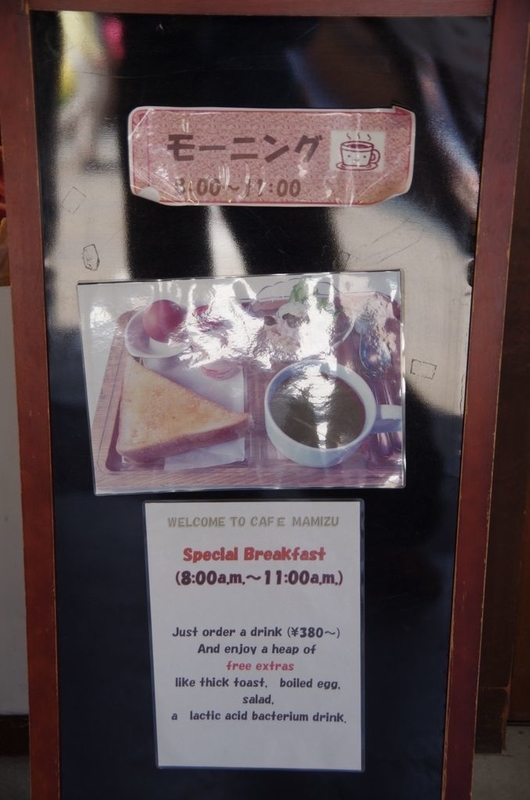 モーニング
8:00～11:00
WELCOME TO CAFE MAMIZU
Special Breakfast
(8:00a.m.～11:00a.m.)
Just order a drink (¥380～)
And enjoy a heap of
free extras
like thick toast, boiled egg,
salad,
a lactic acid bacterium drink.